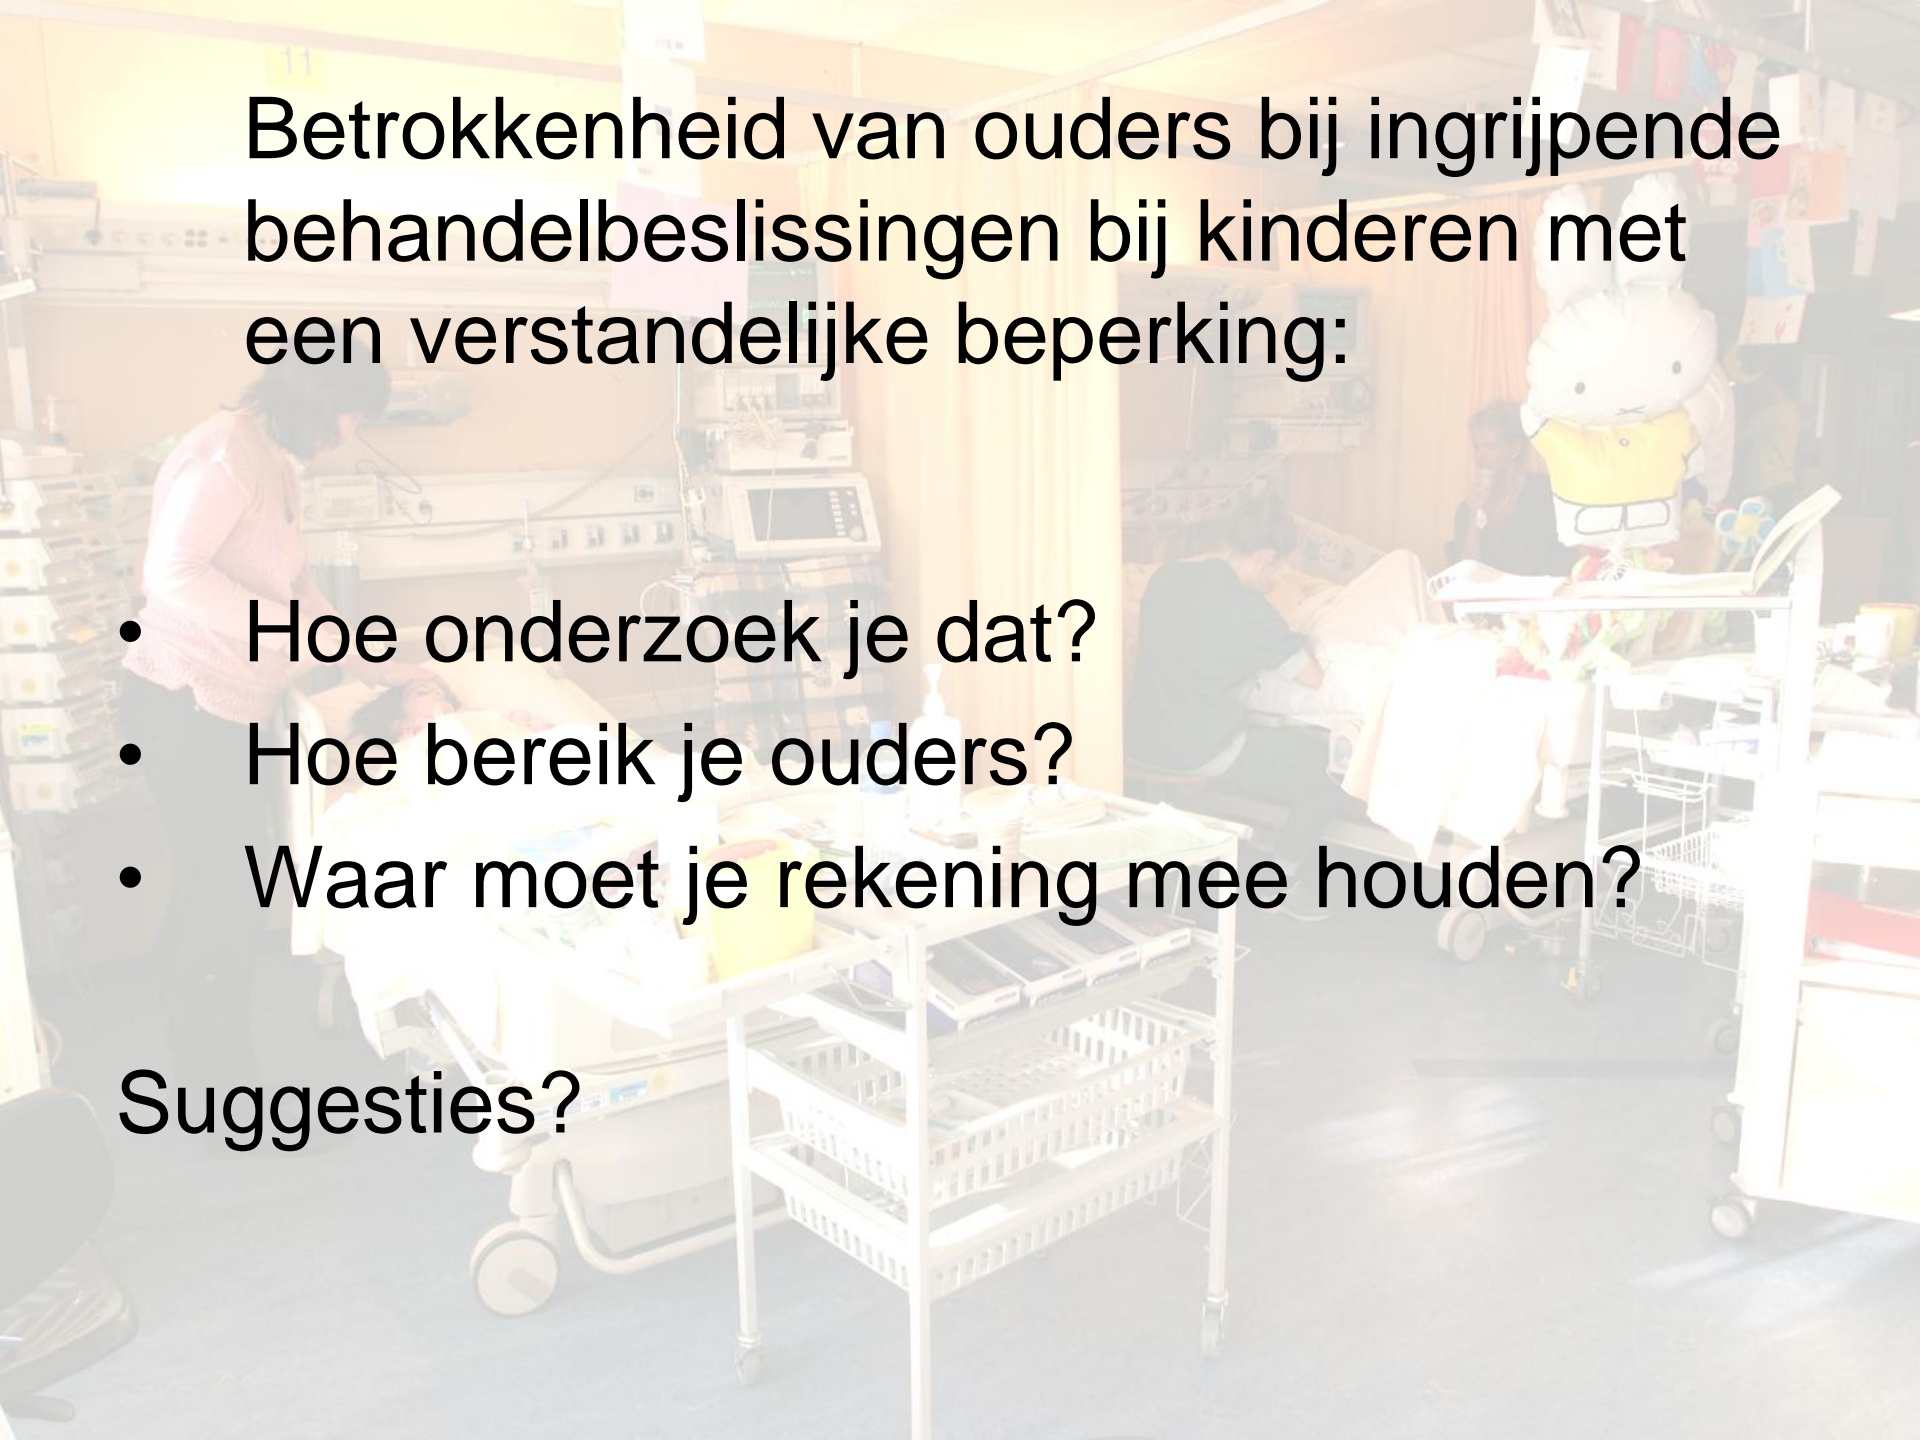 11
Betrokkenheid van ouders bij ingrijpende
behandelbeslissingen bij kinderen met
een verstandelijke beperking:
• Hoe onderzoek je dat?
• Hoe bereik je ouders?
• Waar moet je rekening mee houden?
Suggesties?